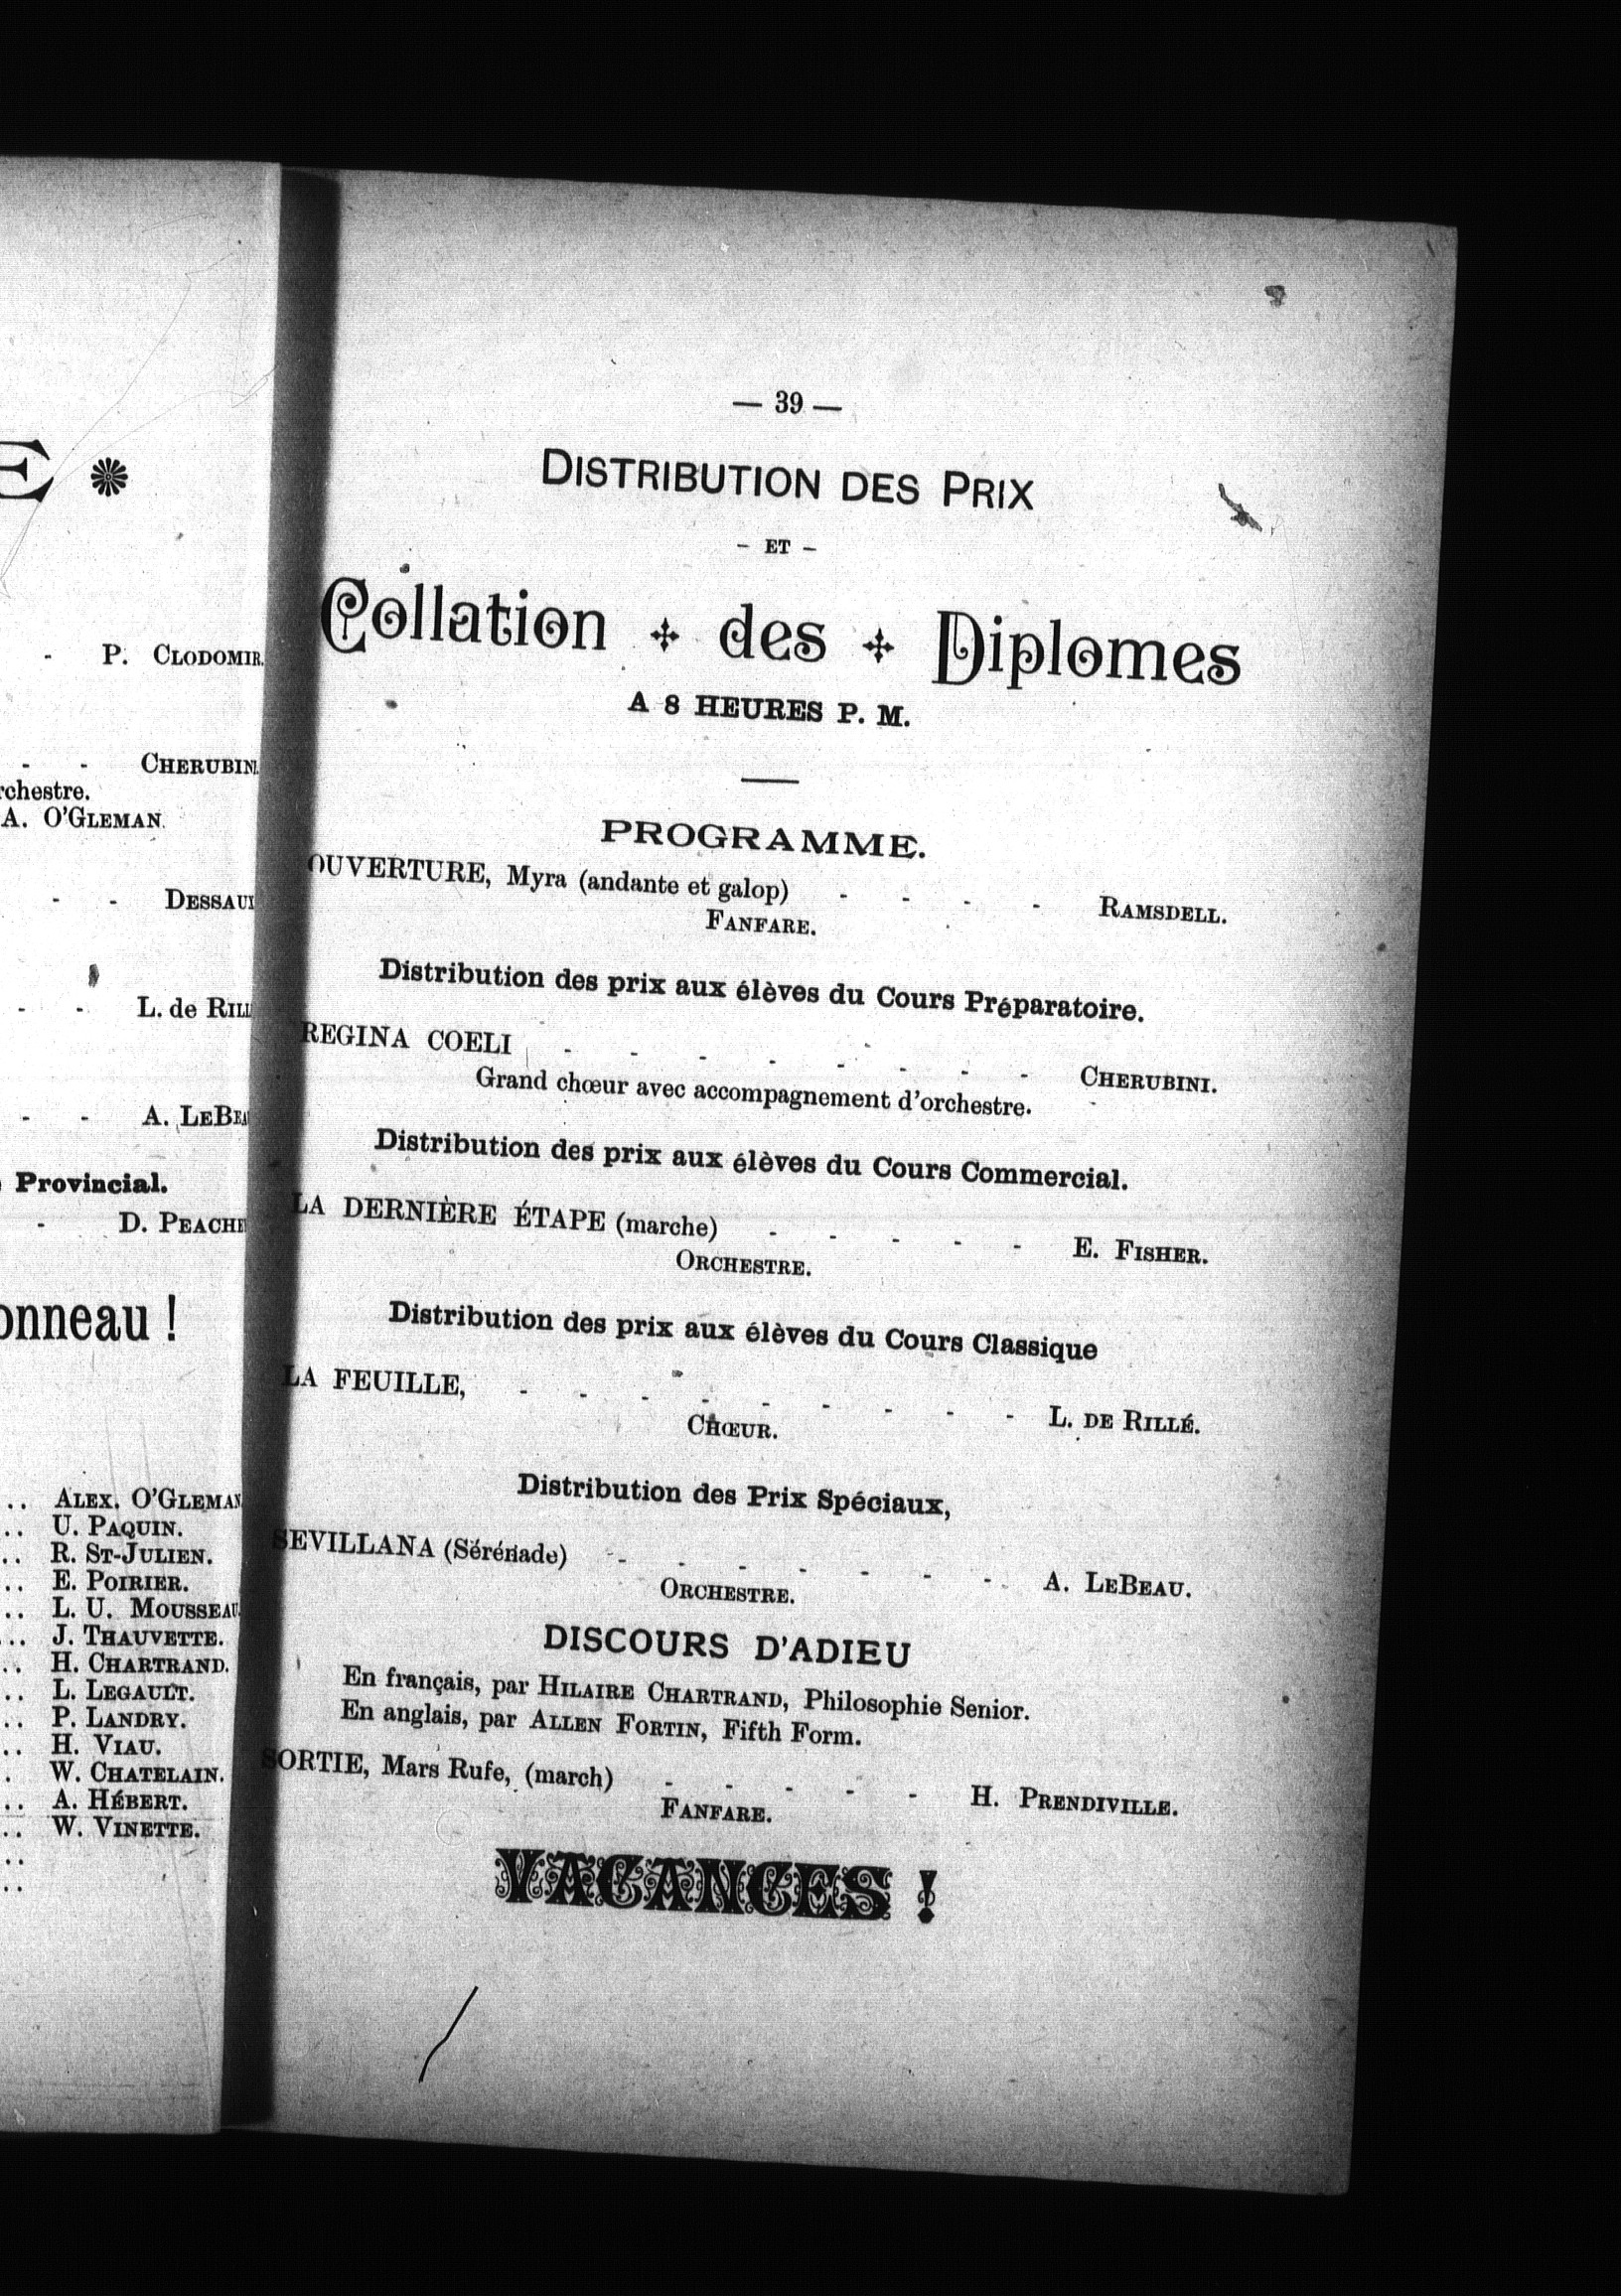 E
- P. CLODOMIR.
- - CHERUBINI.
rchestre.
A. O'GLEMAN.
- - DESSAU
- - L. de RILL
- - A. LEBEA
Provincial.
- D. PEACHE
onneau !
.. ALEX. O'GLEMAN
.. U. PAQUIN.
.. R. ST-JULIEN.
.. E. POIRIER.
.. L. U. MOUSSEAU.
.. J. THAUVETTE.
.. H. CHARTRAND.
.. L. LEGAULT.
.. P. LANDRY.
.. H. VIAU.
. W. CHATELAIN.
.. A. HÉBERT.
.. W. VINETTE.
..
..
— 39 —
DISTRIBUTION DES PRIX
- ET -
Collation des Diplomes
A 8 HEURES P. M.
PROGRAMME.
OUVERTURE, Myra (andante et galop) - - - - RAMSDELL.
FANFARE.
Distribution des prix aux élèves du Cours Préparatoire.
REGINA COELI - - - - - - - - CHERUBINI.
Grand chœur avec accompagnement d'orchestre.
Distribution des prix aux élèves du Cours Commercial.
LA DERNIÈRE ÉTAPE (marche) - - - - - E. FISHER.
ORCHESTRE.
Distribution des prix aux élèves du Cours Classique
LA FEUILLE, - - - - - - - - - L. DE RILLÉ.
CHŒUR.
Distribution des Prix Spéciaux,
SEVILLANA (Sérénade) - - - - - - - A. LEBEAU.
ORCHESTRE.
DISCOURS D'ADIEU
En français, par HILAIRE CHARTRAND, Philosophie Senior.
En anglais, par ALLEN FORTIN, Fifth Form.
SORTIE, Mars Rufe, (march) - - - - - H. PRENDIVILLE.
FANFARE.
VACANCES !